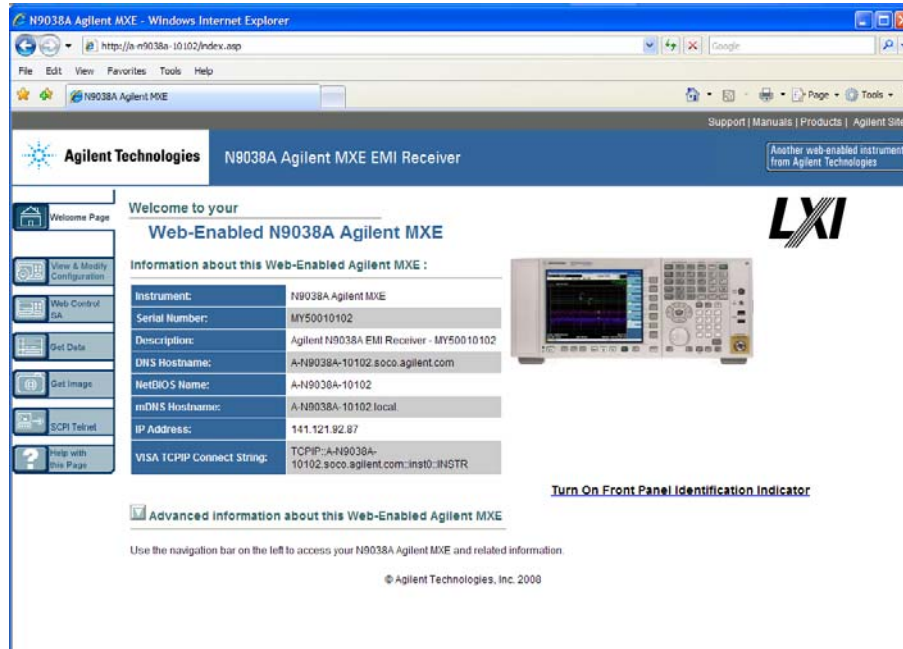 N9038A Agilent MXE - Windows Internet Explorer
http://a-n9038a-10102/index.asp
Google
File Edit View Favorites Tools Help
N9038A Agilent MXE
Page
Tools
Support | Manuals | Products | Agilent Site
Agilent Technologies
N9038A Agilent MXE EMI Receiver
Another web-enabled instrument
from Agilent Technologies
Welcome Page
View & Modify
Configuration
Web Control
SA
Get Data
Get Image
SCPI Telnet
Help with
this Page
Welcome to your
Web-Enabled N9038A Agilent MXE
LXI
Information about this Web-Enabled Agilent MXE :
Instrument: N9038A Agilent MXE
Serial Number: MY50010102
Description: Agilent N9038A EMI Receiver - MY50010102
DNS Hostname: A-N9038A-10102.soco.agilent.com
NetBIOS Name: A-N9038A-10102
mDNS Hostname: A-N9038A-10102.local.
IP Address: 141.121.92.87
VISA TCPIP Connect String: TCPIP::A-N9038A-
10102.soco.agilent.com::inst0::INSTR
Turn On Front Panel Identification Indicator
Advanced information about this Web-Enabled Agilent MXE
Use the navigation bar on the left to access your N9038A Agilent MXE and related information.
© Agilent Technologies, Inc. 2008